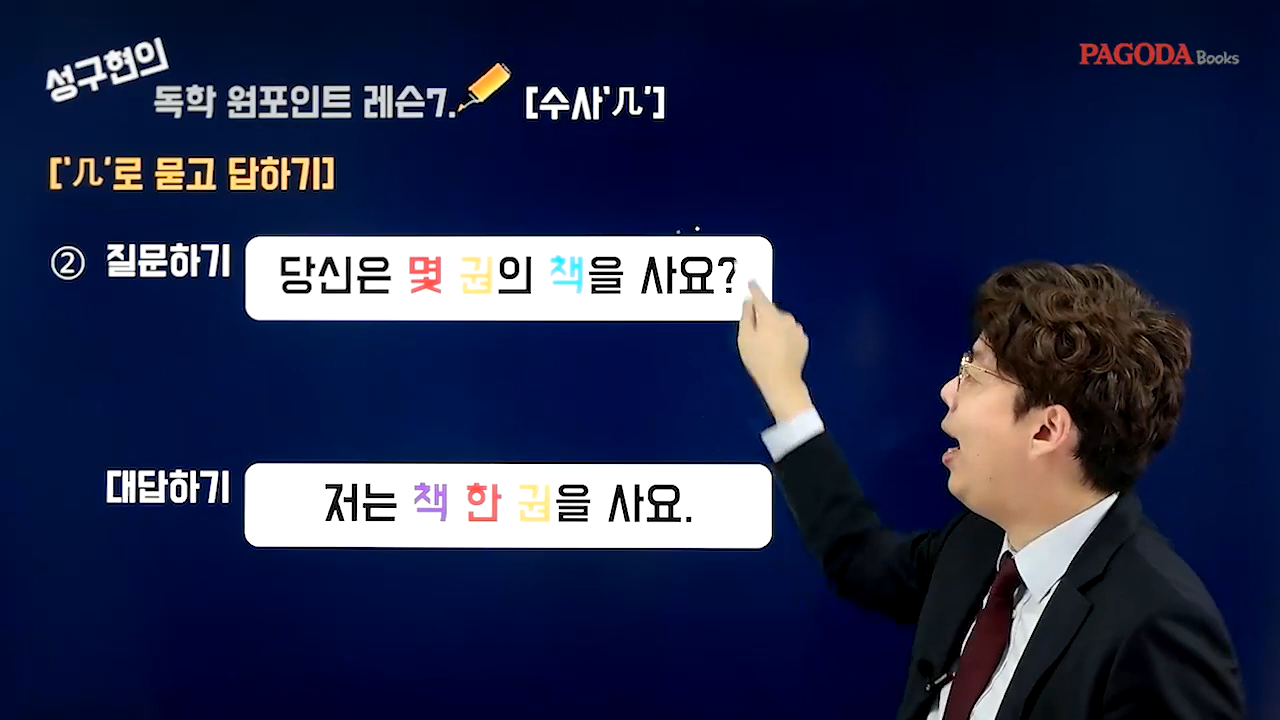 성구현의
독학 원포인트 레슨7. [수사'几']
PAGODA Books
['几'로 묻고 답하기]
② 질문하기 당신은 몇 권의 책을 사요?
대답하기 저는 책 한 권을 사요.